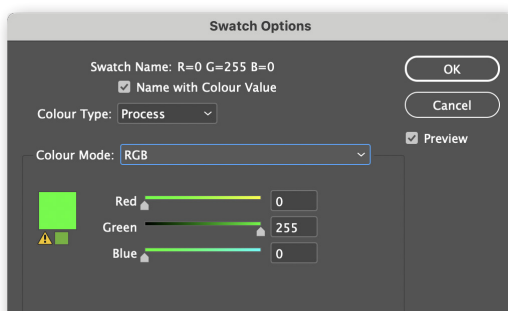 Swatch Options
Swatch Name: R=0 G=255 B=0
Name with Colour Value
Colour Type: Process
Colour Mode: RGB
Red 0
Green 255
Blue 0
OK
Cancel
Preview